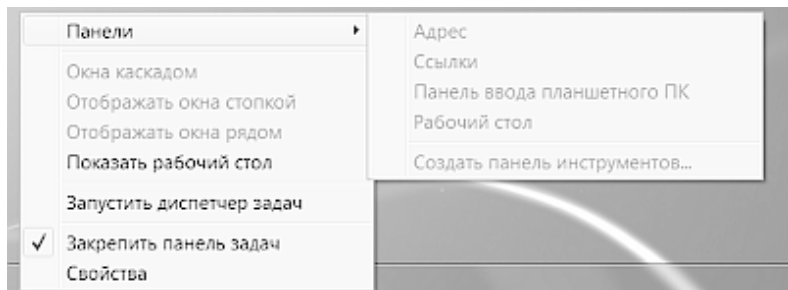 Панели
Окна каскадом
Отображать окна стопкой
Отображать окна рядом
Показать рабочий стол
Запустить диспетчер задач
Закрепить панель задач
Свойства
Адрес
Ссылки
Панель ввода планшетного ПК
Рабочий стол
Создать панель инструментов...